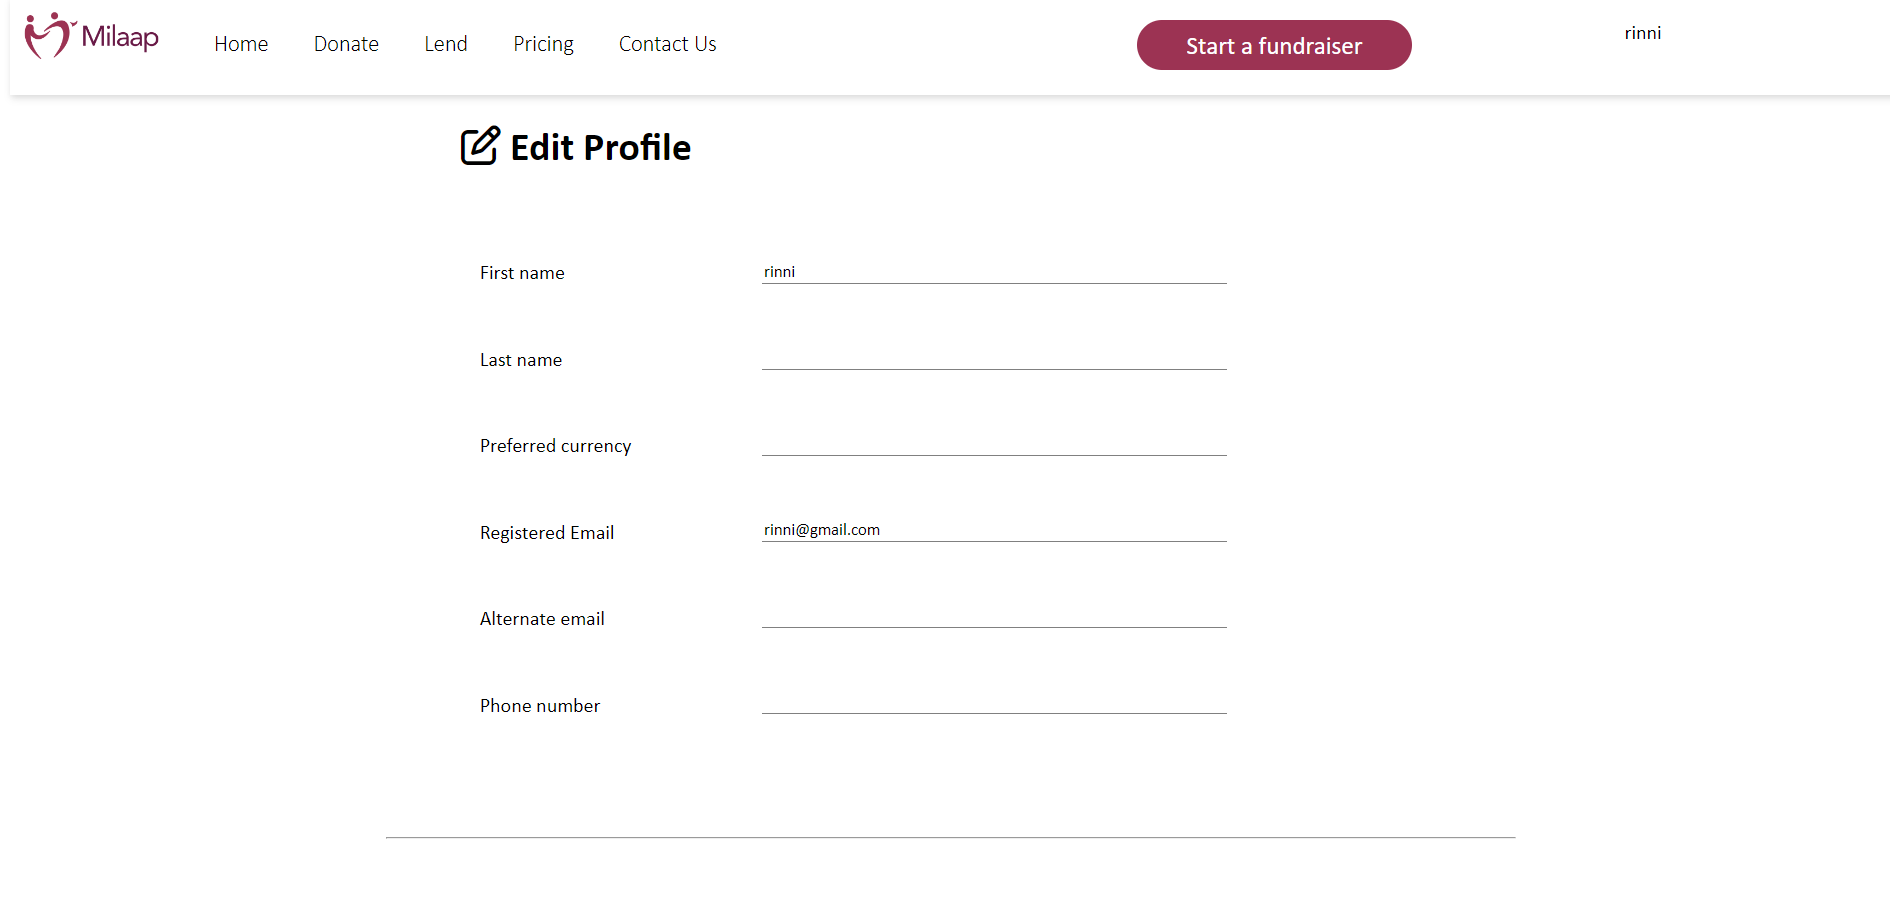 Milaap Home Donate Lend Pricing Contact Us Start a fundraiser rinni
Edit Profile
First name rinni
Last name
Preferred currency
Registered Email rinni@gmail.com
Alternate email
Phone number